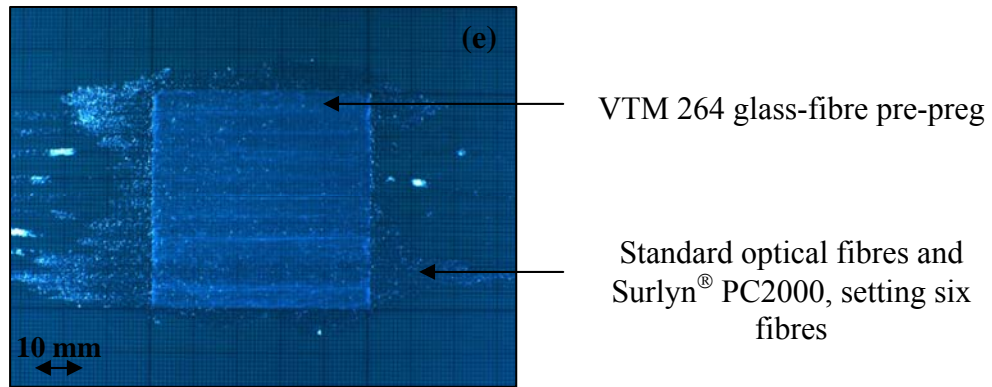 (e)
VTM 264 glass-fibre pre-preg
Standard optical fibres and
Surlyn® PC2000, setting six
fibres
10 mm